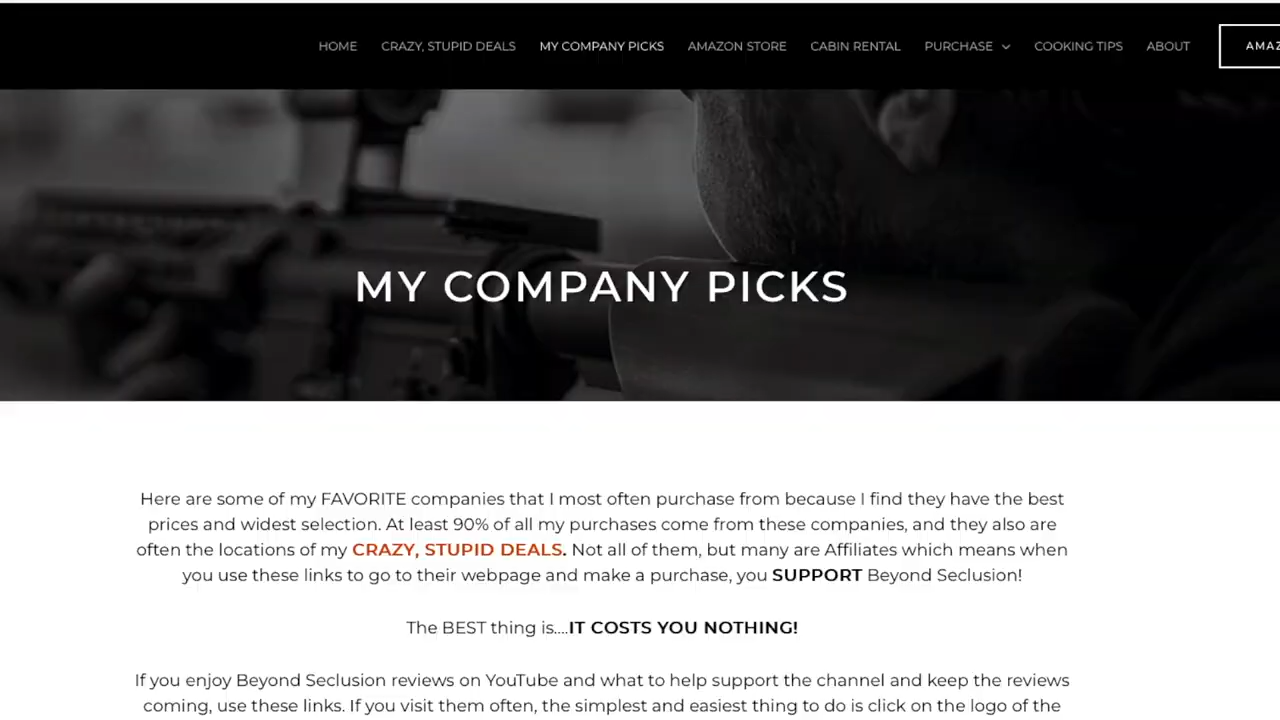 HOME CRAZY, STUPID DEALS MY COMPANY PICKS AMAZON STORE CABIN RENTAL PURCHASE COOKING TIPS ABOUT
MY COMPANY PICKS
Here are some of my FAVORITE companies that I most often purchase from because I find they have the best
prices and widest selection. At least 90% of all my purchases come from these companies, and they also are
often the locations of my CRAZY, STUPID DEALS. Not all of them, but many are Affiliates which means when
you use these links to go to their webpage and make a purchase, you SUPPORT Beyond Seclusion!
The BEST thing is....IT COSTS YOU NOTHING!
If you enjoy Beyond Seclusion reviews on YouTube and what to help support the channel and keep the reviews
coming, use these links. If you visit them often, the simplest and easiest thing to do is click on the logo of the